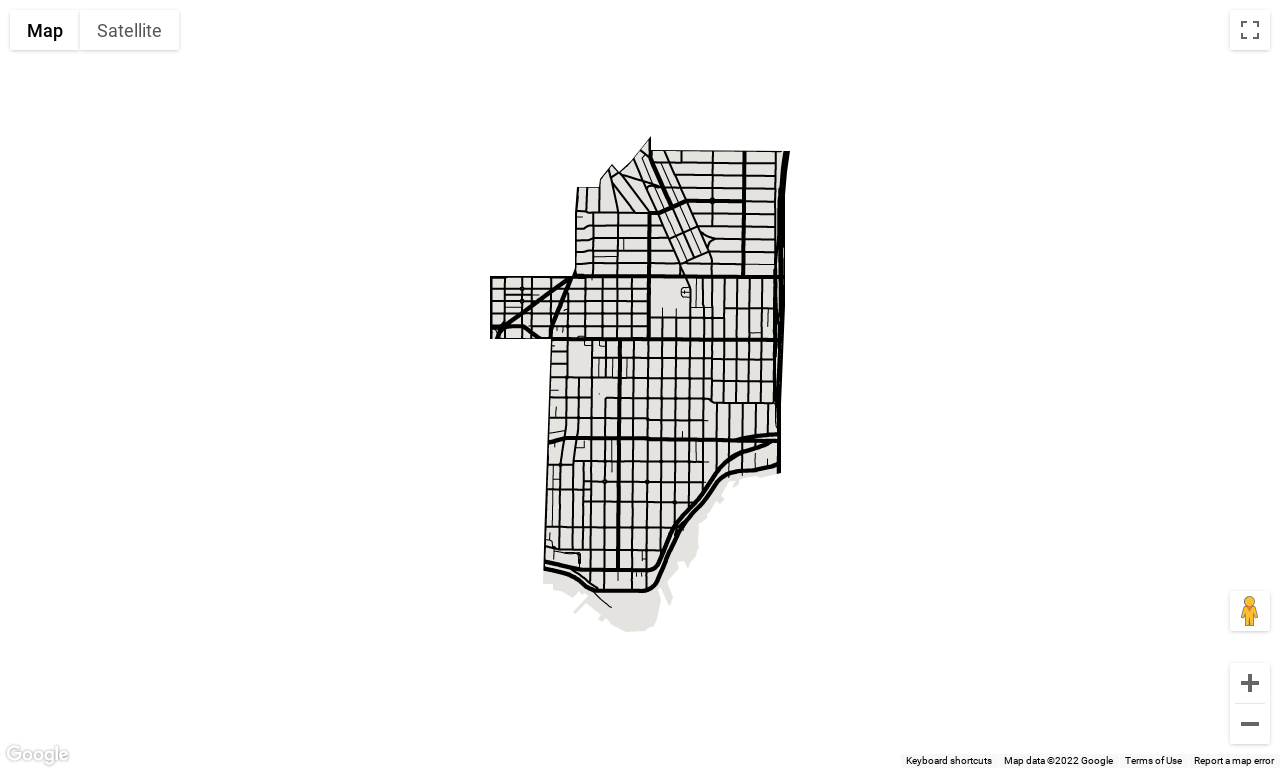 Map Satellite
Google
Keyboard shortcuts Map data ©2022 Google Terms of Use Report a map error